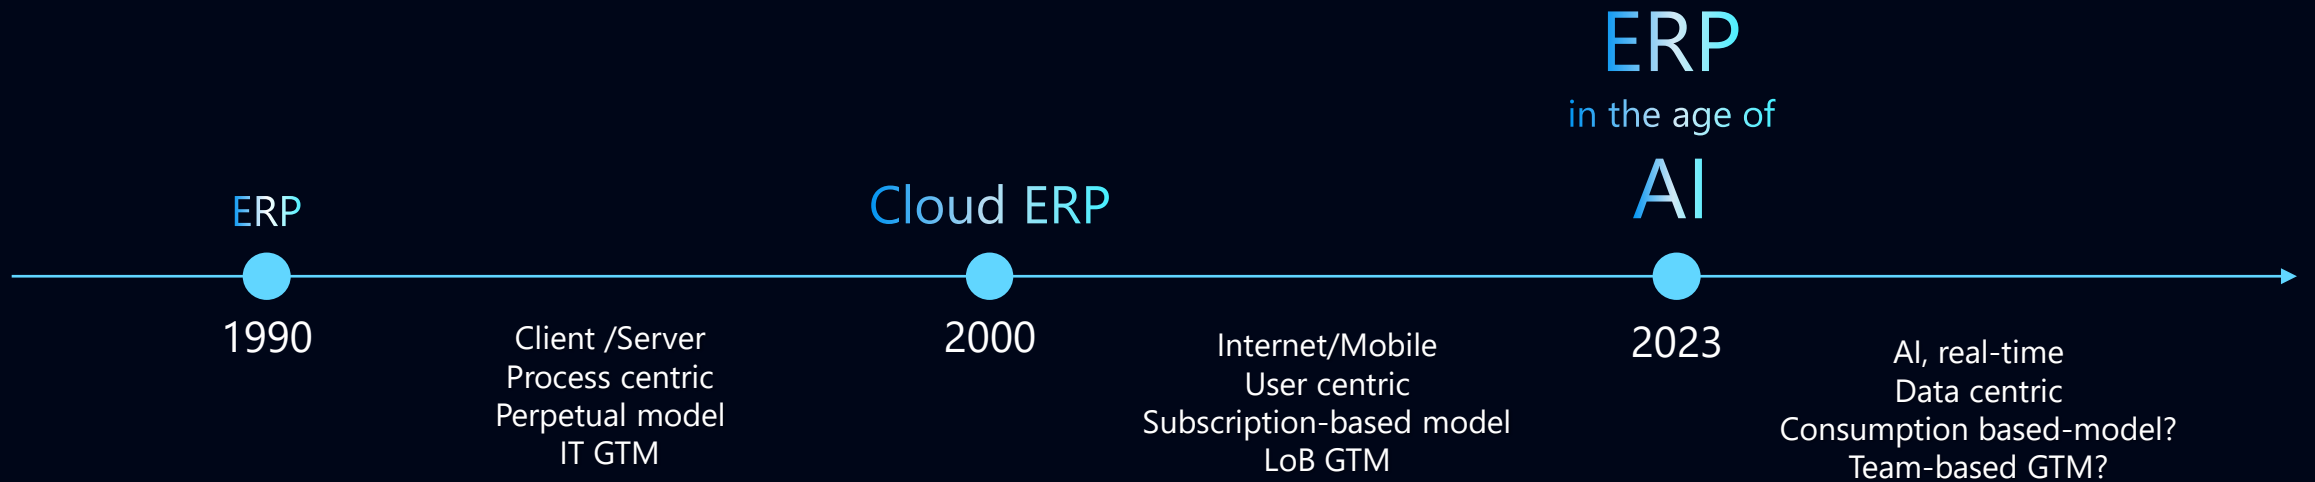 ERP
in the age of
AI
ERP
Cloud ERP
1990
Client /Server
Process centric
Perpetual model
IT GTM
2000
Internet/Mobile
User centric
Subscription-based model
LoB GTM
2023
AI, real-time
Data centric
Consumption based-model?
Team-based GTM?